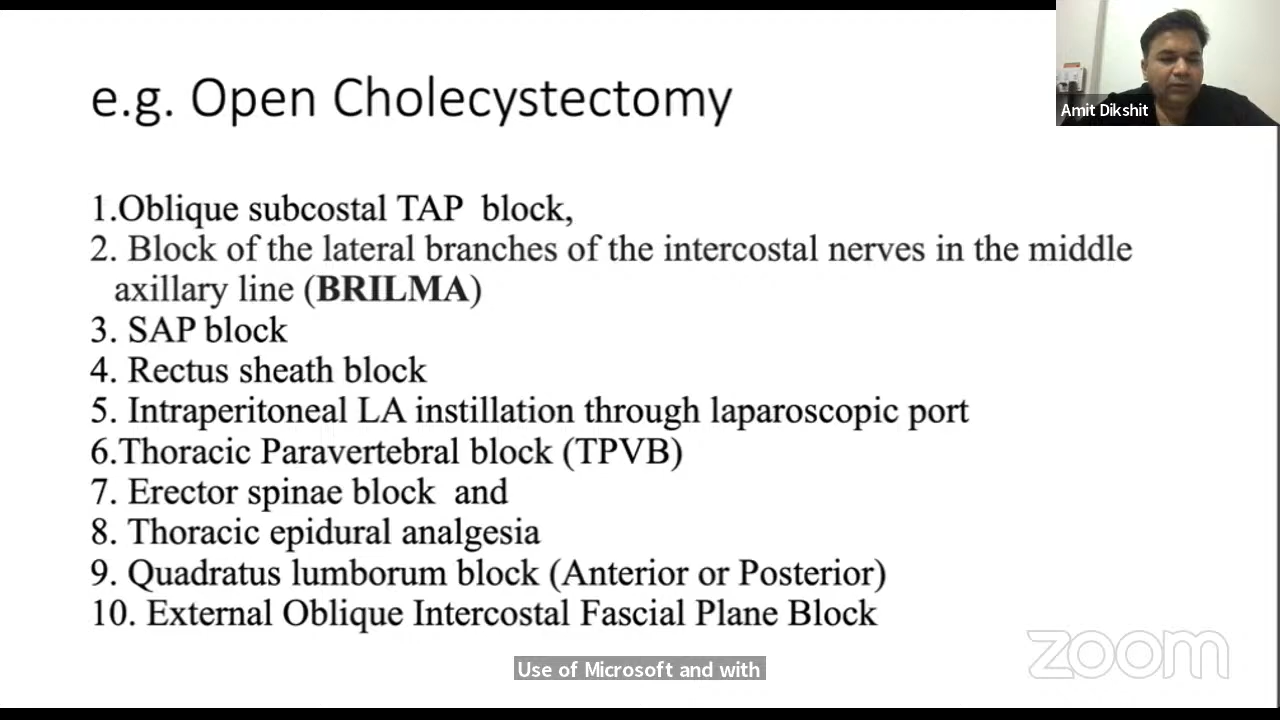 e.g. Open Cholecystectomy
Amit Dikshit
1.Oblique subcostal TAP block,
2. Block of the lateral branches of the intercostal nerves in the middle
axillary line (BRILMA)
3. SAP block
4. Rectus sheath block
5. Intraperitoneal LA instillation through laparoscopic port
6.Thoracic Paravertebral block (TPVB)
7. Erector spinae block and
8. Thoracic epidural analgesia
9. Quadratus lumborum block (Anterior or Posterior)
10. External Oblique Intercostal Fascial Plane Block
zoom
Use of Microsoft and with